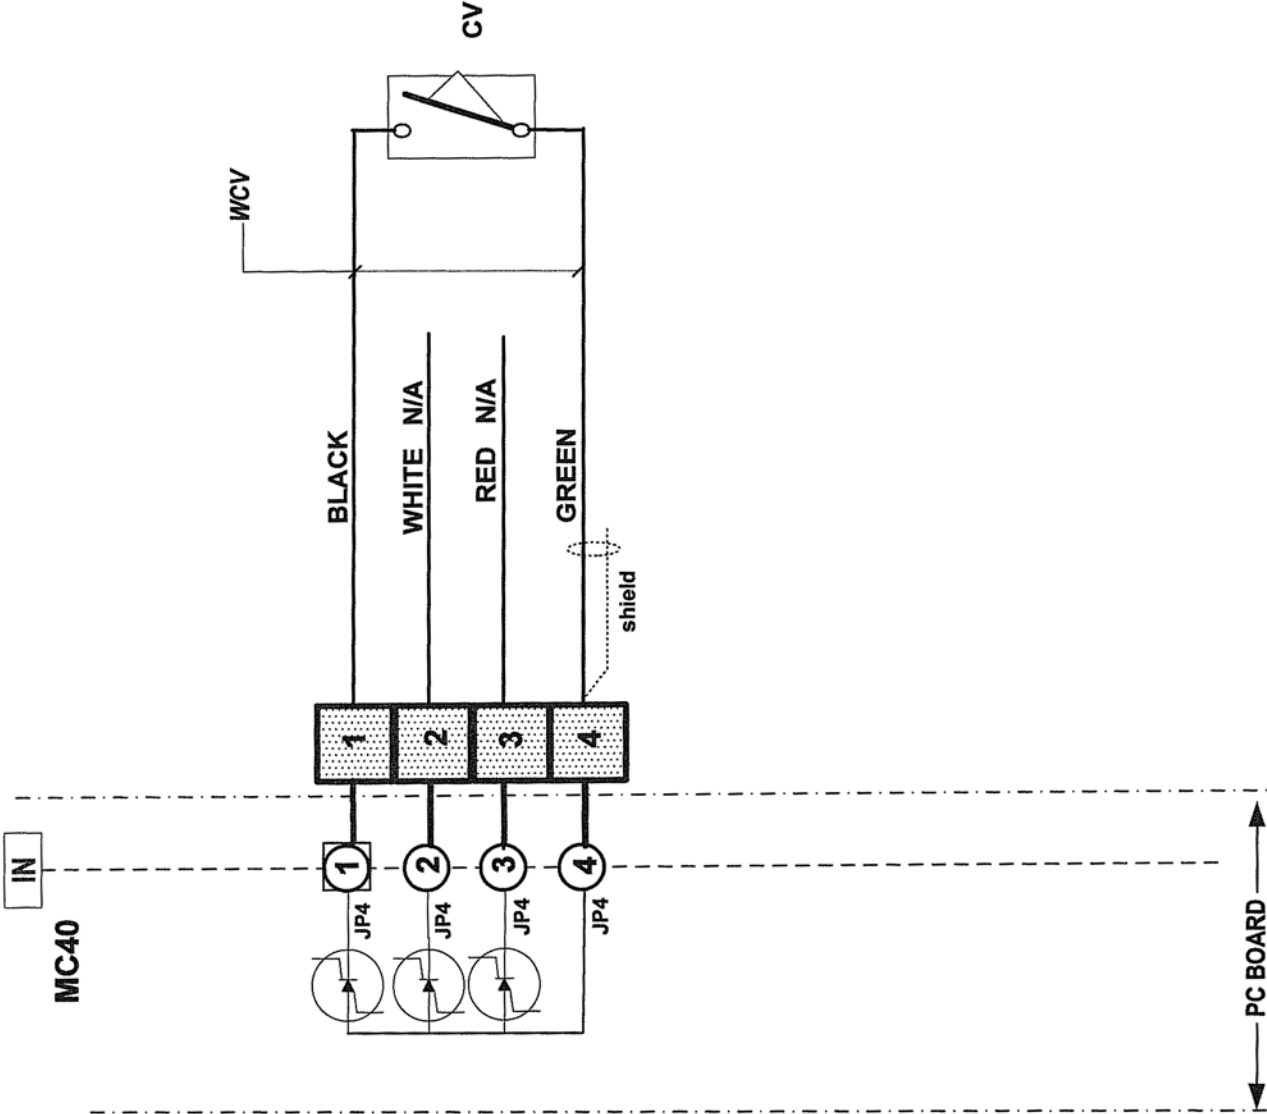 CV
WCV
BLACK
WHITE N/A
RED N/A
GREEN
shield
1
2
3
4
IN
1
2
3
4
JP4
JP4
JP4
JP4
MC40
PC BOARD